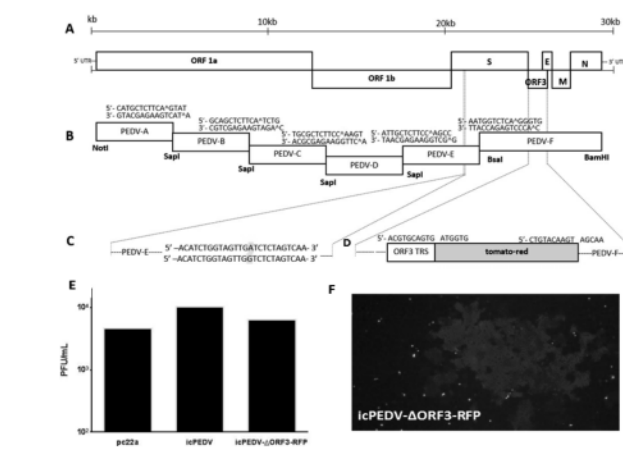 A
kb
10kb
20kb
30kb
5' UTR
ORF 1a
ORF 1b
S
E
ORF3
M
N
3' UTR
B
5'- CATGCTCTTCA^GTAT
3'- GTACGAGAAGTCAT^A
PEDV-A
NotI
5'- GCAGCTCTTCA^TCTG
3'- CGTCGAGAAGTAGA^C
PEDV-B
SapI
5'- TGCGCTCTTCC^AAGT
3'- ACGCGAGAAGGTTC^A
PEDV-C
SapI
PEDV-D
SapI
5'- ATTGCTCTTCC^AGCC
3'- TAACGAGAAGGTCG^G
PEDV-E
SapI
5'- AATGGTCTCA^GGGTG
3'- TTACCAGAGTCCCA^C
PEDV-F
BsaI
BamHI
C
PEDV-E
5' –ACATCTGGTAGTTGATCTCTAGTCAA- 3'
5' –ACATCTGGTAGTTGGTCTCTAGTCAA- 3'
D
5'- ACGTGCAGTG ATGGTG
5'- CTGTACAAGT AGCAA
ORF3 TRS
tomato-red
PEDV-F
E
PFU/mL
10⁴
10³
10²
pc22a
icPEDV
icPEDV-△ORF3-RFP
F
icPEDV-ΔORF3-RFP